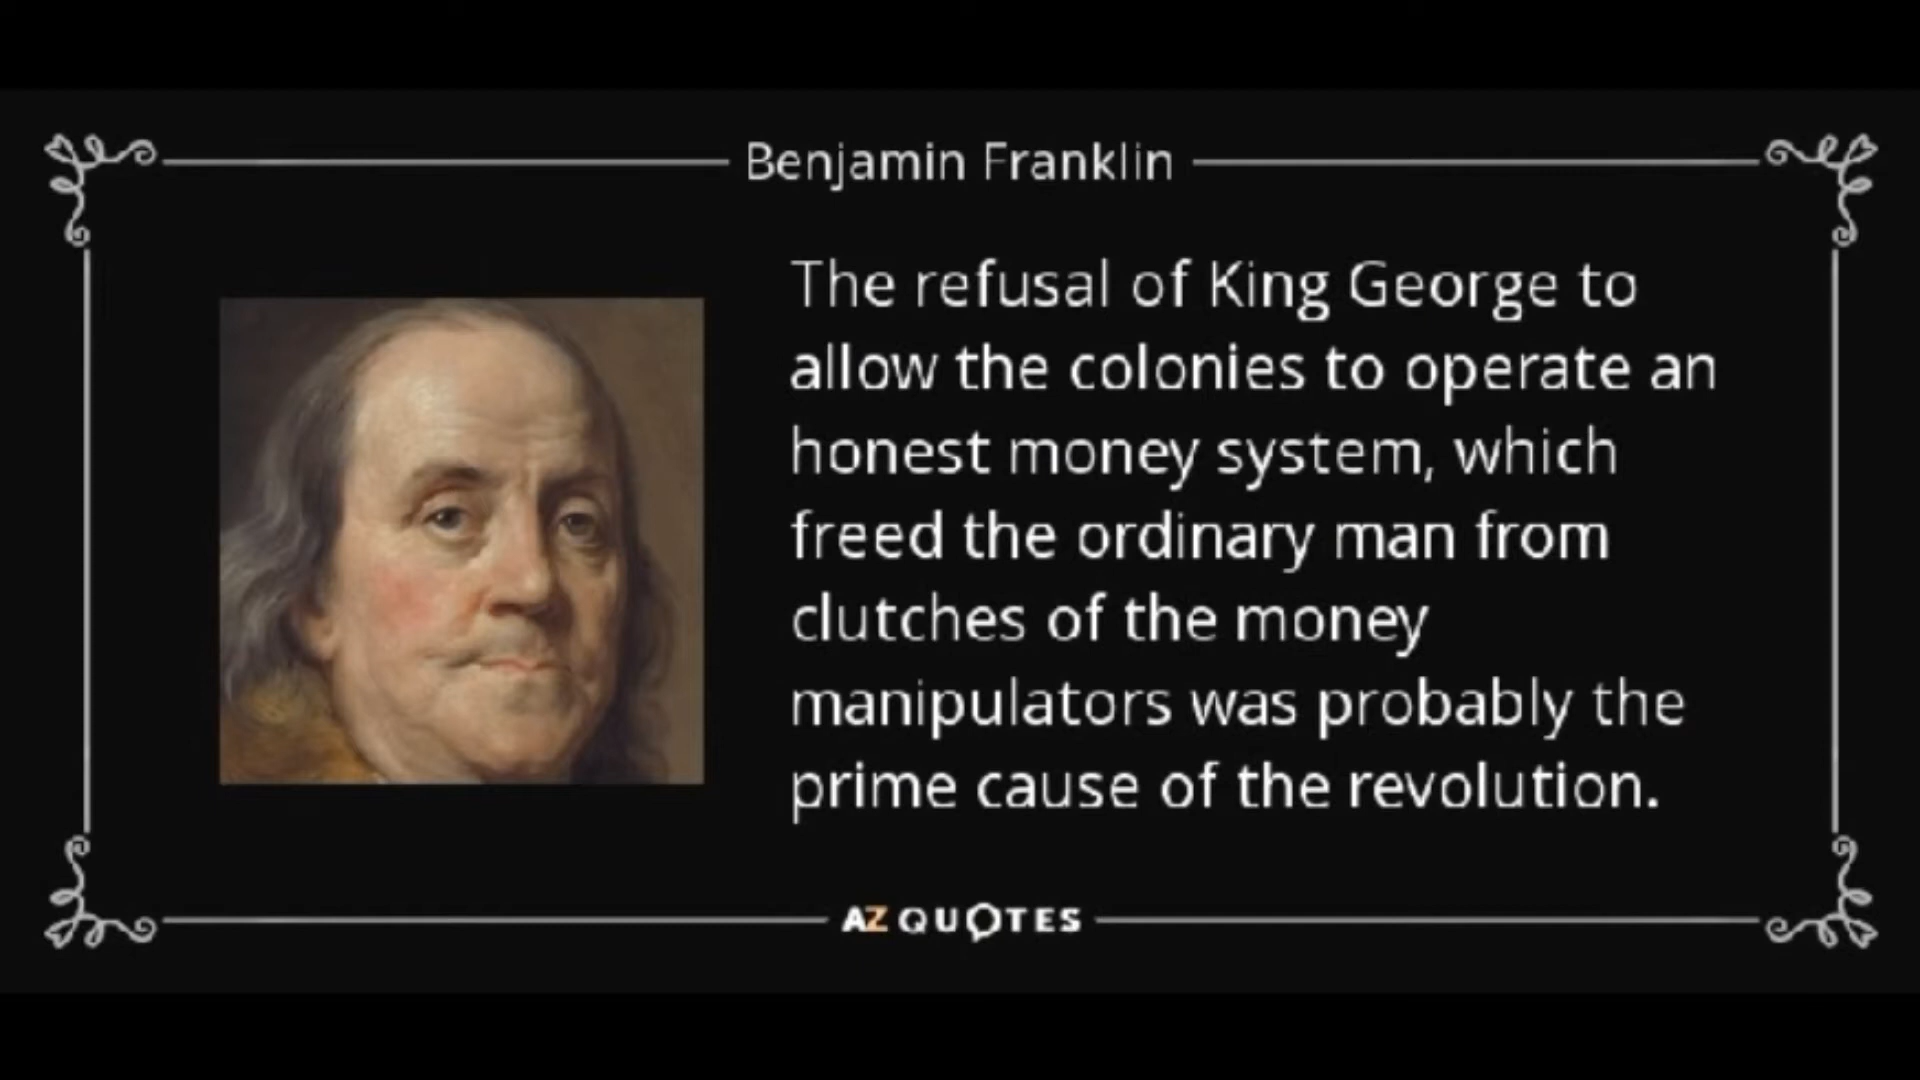 Benjamin Franklin
The refusal of King George to
allow the colonies to operate an
honest money system, which
freed the ordinary man from
clutches of the money
manipulators was probably the
prime cause of the revolution.
AZ QUOTES